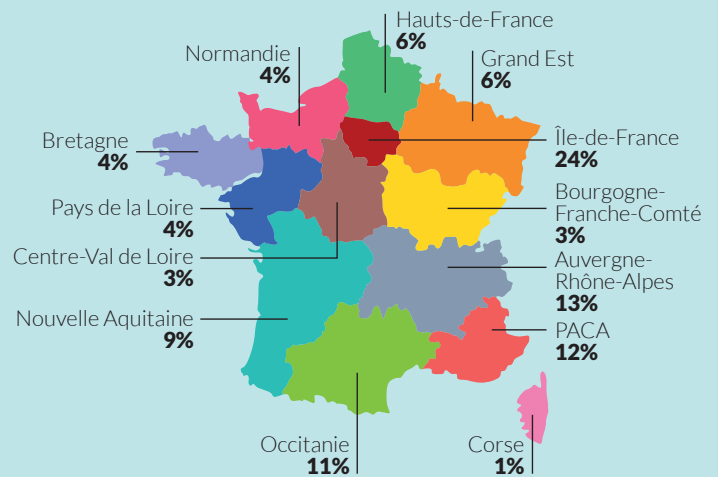 Hauts-de-France
6%
Normandie
4%
Grand Est
6%
Bretagne
4%
Île-de-France
24%
Pays de la Loire
4%
Bourgogne-
Franche-Comté
3%
Centre-Val de Loire
3%
Auvergne-
Rhône-Alpes
13%
Nouvelle Aquitaine
9%
PACA
12%
Occitanie
11%
Corse
1%